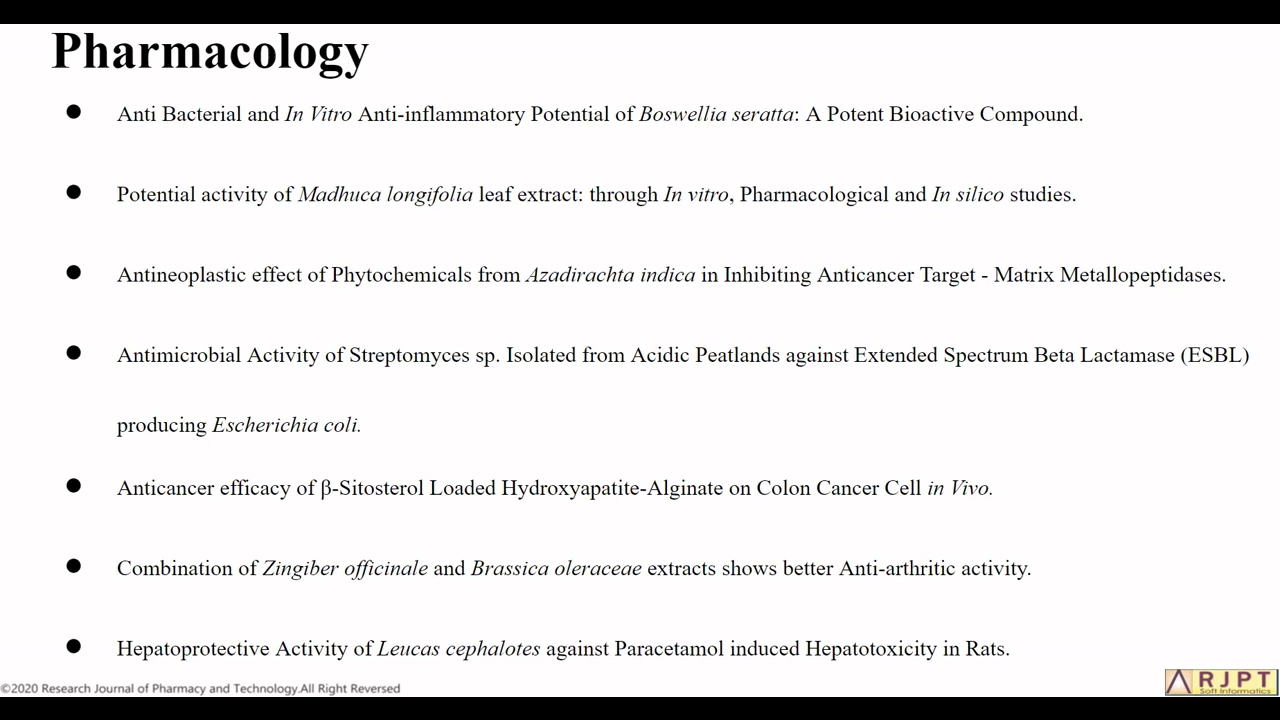 Pharmacology
● Anti Bacterial and In Vitro Anti-inflammatory Potential of Boswellia seratta: A Potent Bioactive Compound.
● Potential activity of Madhuca longifolia leaf extract: through In vitro, Pharmacological and In silico studies.
● Antineoplastic effect of Phytochemicals from Azadirachta indica in Inhibiting Anticancer Target - Matrix Metallopeptidases.
● Antimicrobial Activity of Streptomyces sp. Isolated from Acidic Peatlands against Extended Spectrum Beta Lactamase (ESBL)
producing Escherichia coli.
● Anticancer efficacy of β-Sitosterol Loaded Hydroxyapatite-Alginate on Colon Cancer Cell in Vivo.
● Combination of Zingiber officinale and Brassica oleraceae extracts shows better Anti-arthritic activity.
● Hepatoprotective Activity of Leucas cephalotes against Paracetamol induced Hepatotoxicity in Rats.
©2020 Research Journal of Pharmacy and Technology.All Right Reversed
RJPT
Soft Informatics